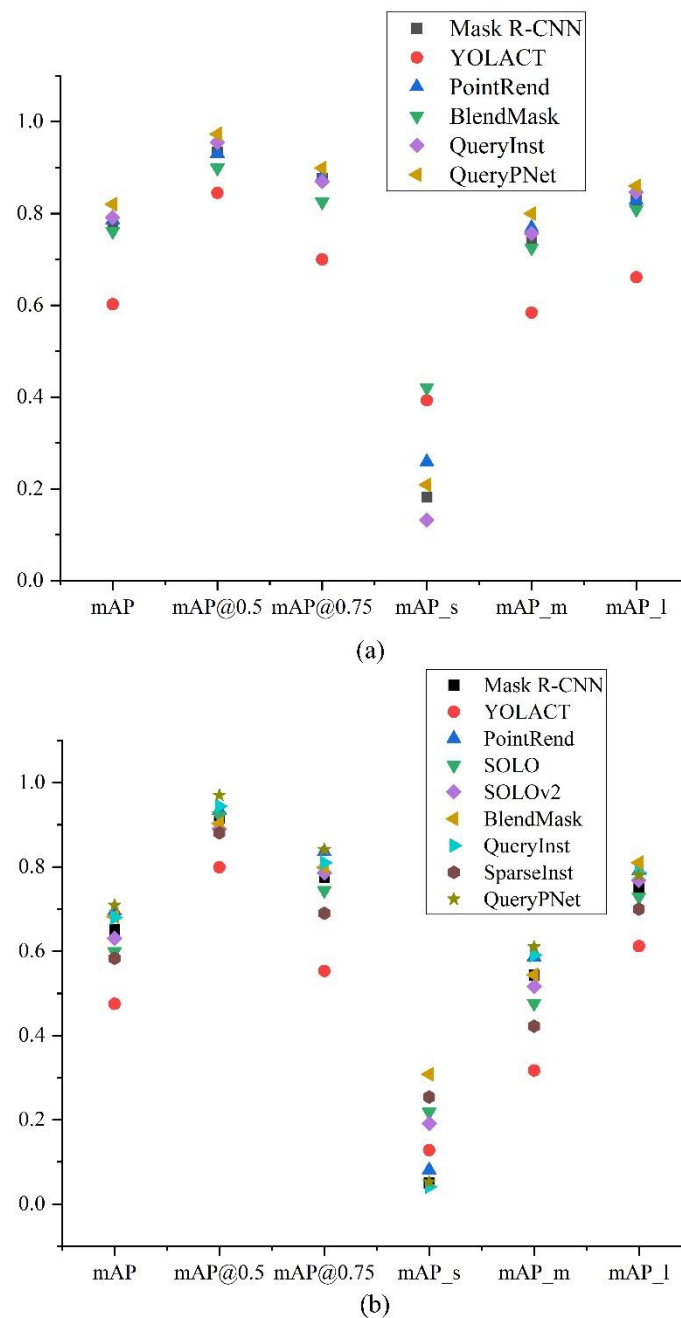 Mask R-CNN
YOLACT
PointRend
BlendMask
QueryInst
QueryPNet
1.0
0.8
0.6
0.4
0.2
0.0
mAP mAP@0.5 mAP@0.75 mAP_s mAP_m mAP_l
(a)
Mask R-CNN
YOLACT
PointRend
SOLO
SOLOv2
BlendMask
QueryInst
SparseInst
QueryPNet
1.0
0.8
0.6
0.4
0.2
0.0
mAP mAP@0.5 mAP@0.75 mAP_s mAP_m mAP_l
(b)